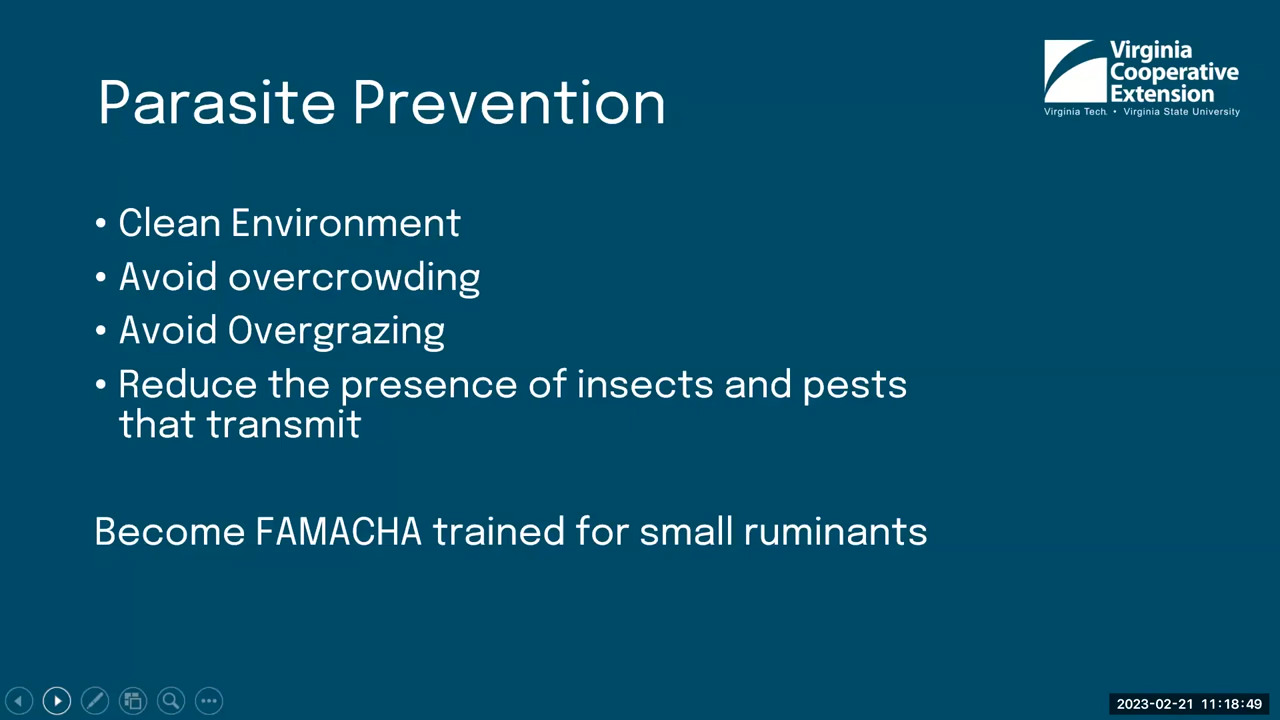 Virginia
Cooperative
Extension
Virginia Tech. • Virginia State University
Parasite Prevention
• Clean Environment
• Avoid overcrowding
• Avoid Overgrazing
• Reduce the presence of insects and pests
that transmit
Become FAMACHA trained for small ruminants
2023-02-21 11:18:49